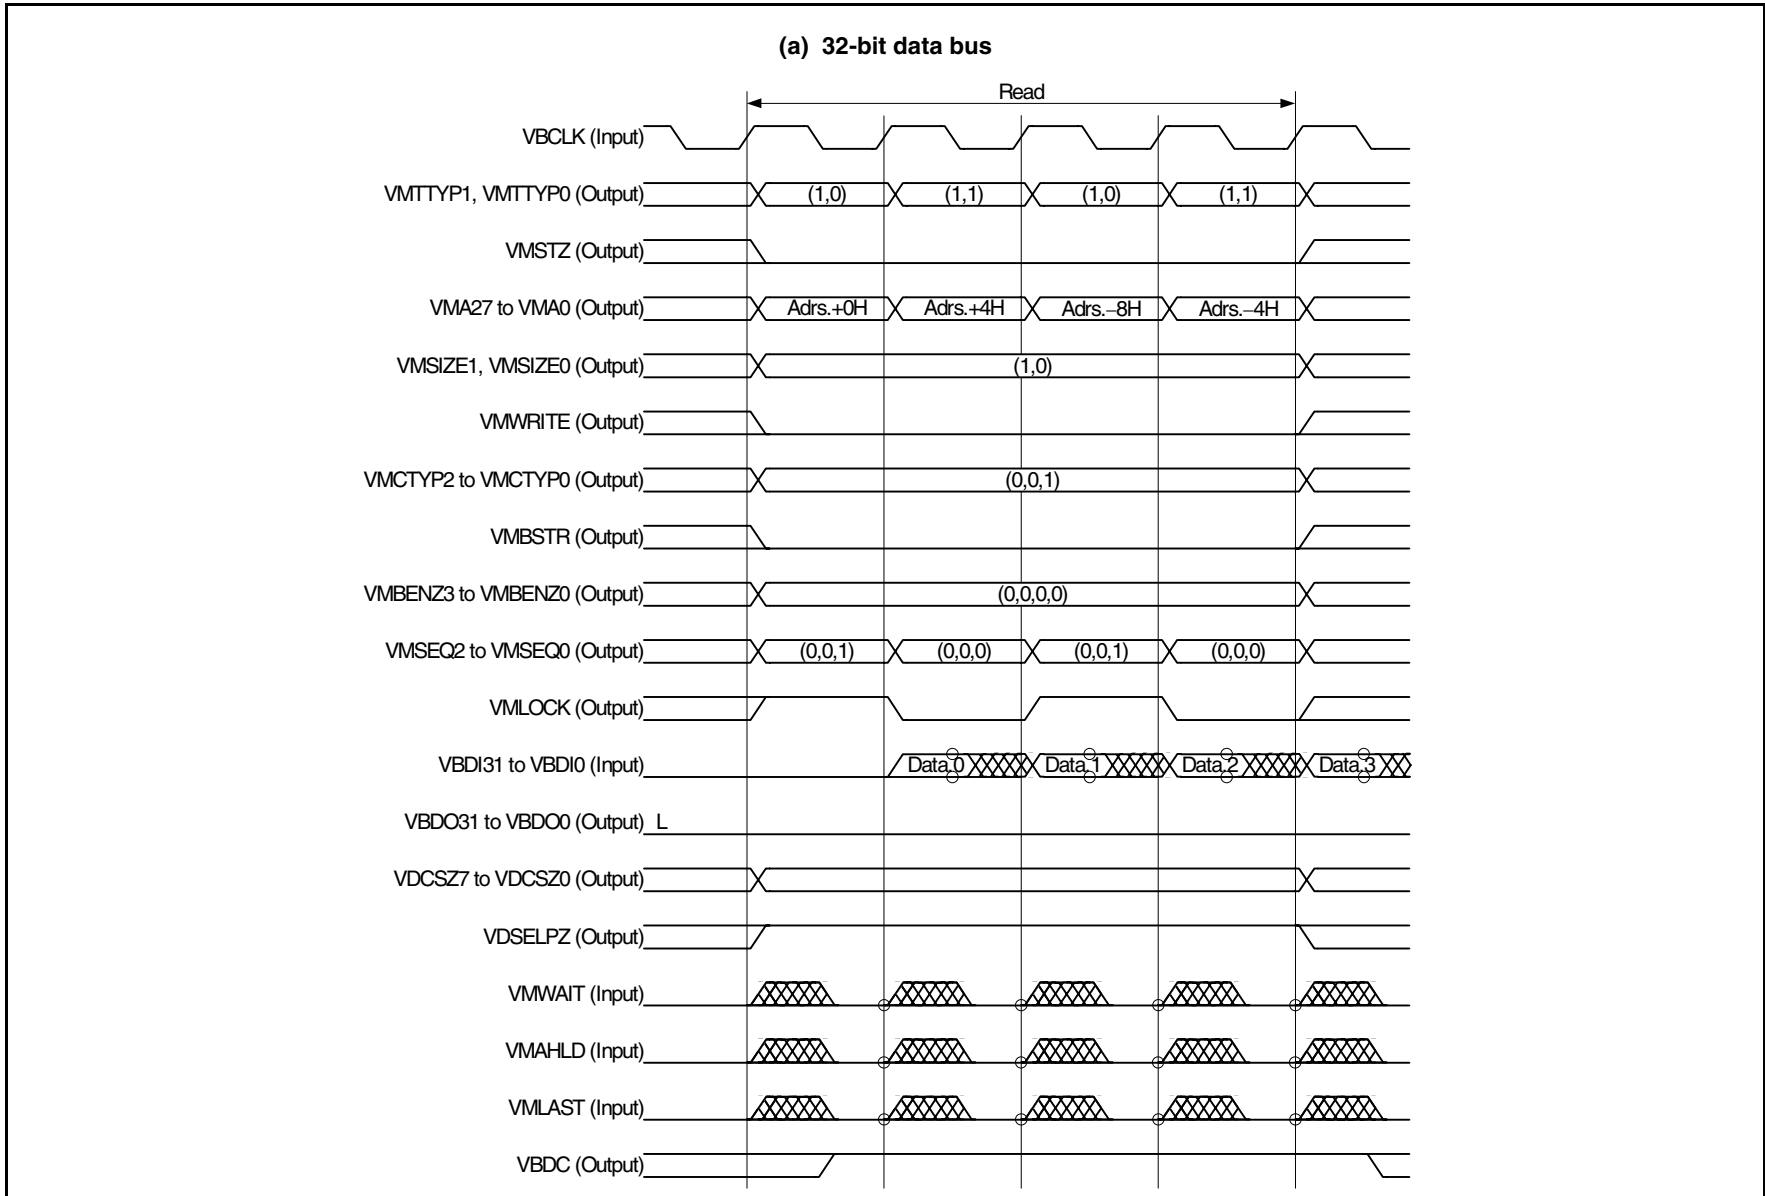 (a) 32-bit data bus
Read
VBCLK (Input)
VMTTYP1, VMTTYP0 (Output) (1,0) (1,1) (1,0) (1,1)
VMSTZ (Output)
VMA27 to VMA0 (Output) Adrs.+0H Adrs.+4H Adrs.−8H Adrs.−4H
VMSIZE1, VMSIZE0 (Output) (1,0)
VMWRITE (Output)
VMCTYP2 to VMCTYP0 (Output) (0,0,1)
VMBSTR (Output)
VMBENZ3 to VMBENZ0 (Output) (0,0,0,0)
VMSEQ2 to VMSEQ0 (Output) (0,0,1) (0,0,0) (0,0,1) (0,0,0)
VMLOCK (Output)
VBDI31 to VBDI0 (Input) Data.0 Data.1 Data.2 Data.3
VBDO31 to VBDO0 (Output) L
VDCSZ7 to VDCSZ0 (Output)
VDSELPZ (Output)
VMWAIT (Input)
VMAHLD (Input)
VMLAST (Input)
VBDC (Output)